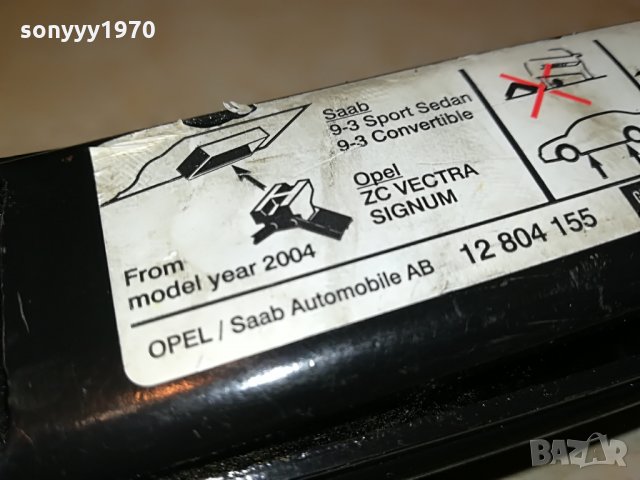 sonyyy1970
Saab
9-3 Sport Sedan
9-3 Convertible
Opel
ZC VECTRA
SIGNUM
From
model year 2004
OPEL / Saab Automobile AB 12 804 155
BAZAR